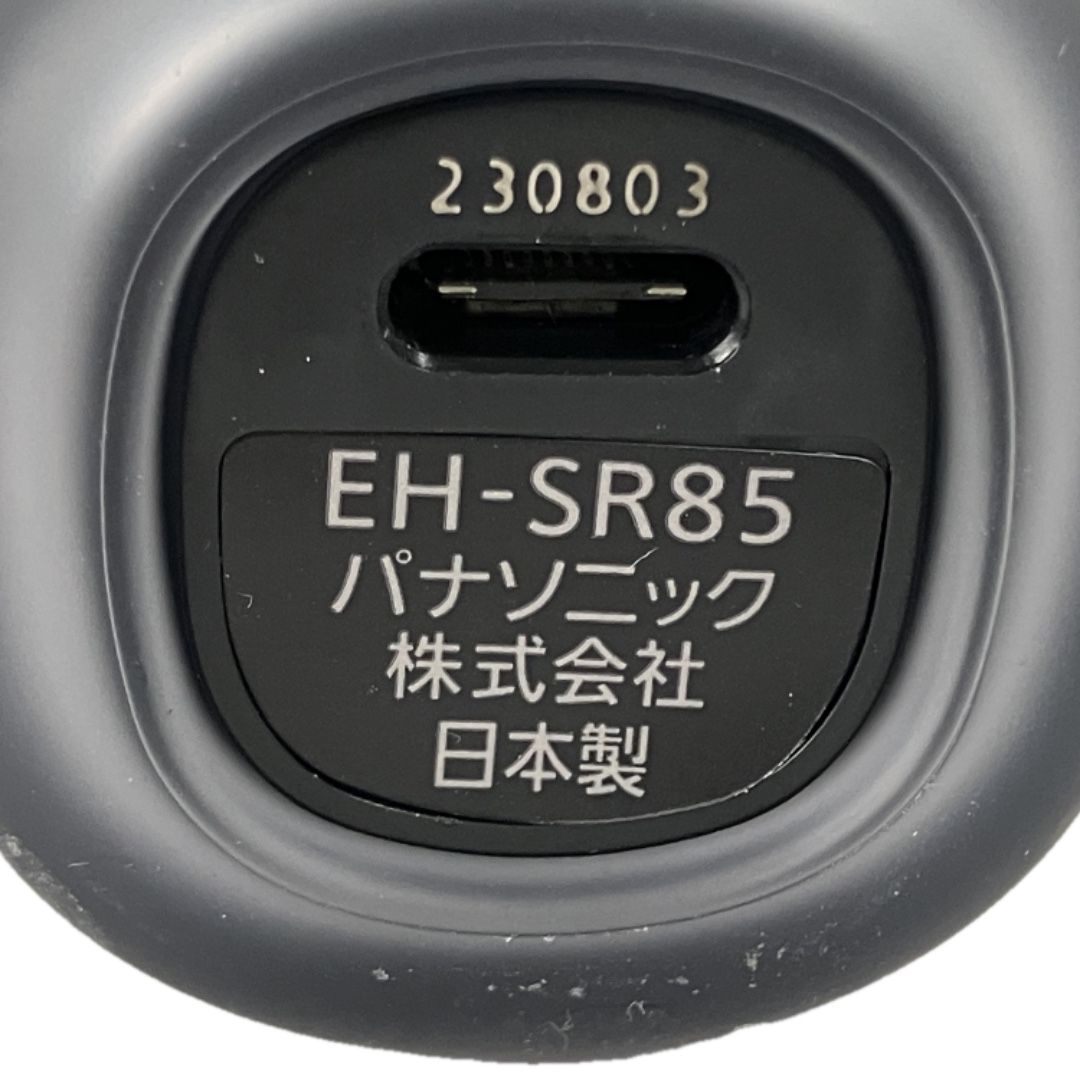 230803
EH-SR85
パナソニック
株式会社
日本製